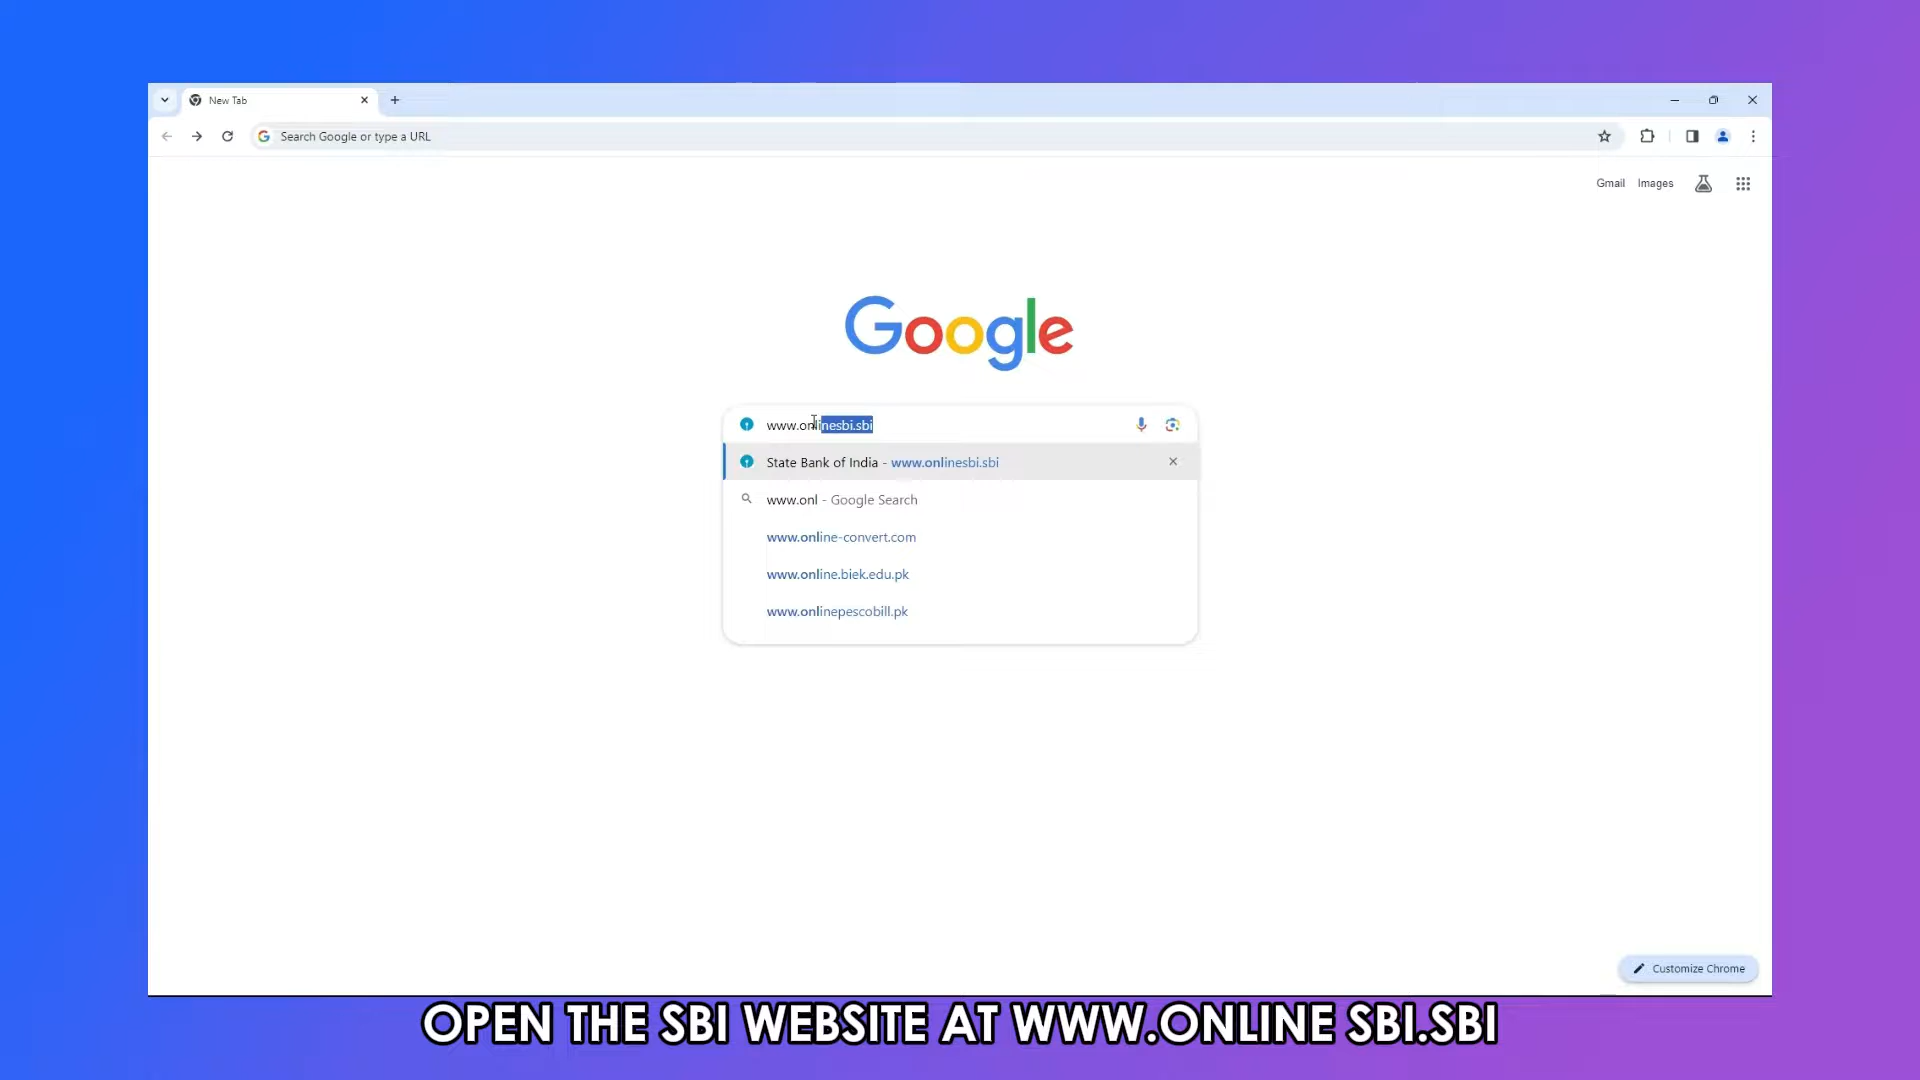 New Tab
Search Google or type a URL
Gmail Images
Google
www.onlinesbi.sbi
State Bank of India - www.onlinesbi.sbi
www.onl - Google Search
www.online-convert.com
www.online.biek.edu.pk
www.onlinepescobill.pk
Customize Chrome
OPEN THE SBI WEBSITE AT WWW.ONLINE SBI.SBI